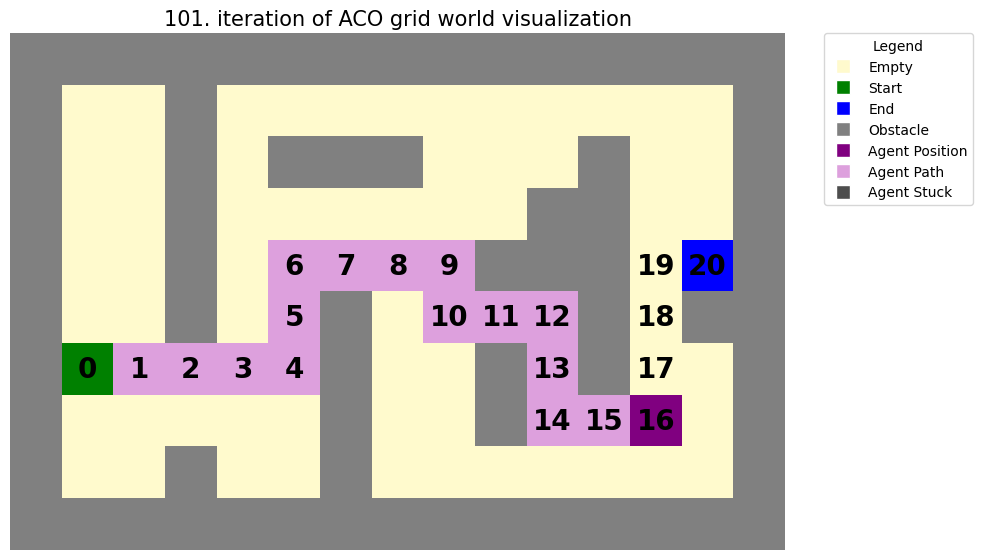 101. iteration of ACO grid world visualization
Legend
Empty
Start
End
Obstacle
Agent Position
Agent Path
Agent Stuck
6 7 8 9 19 20
5 10 11 12 18
0 1 2 3 4 13 17
14 15 16